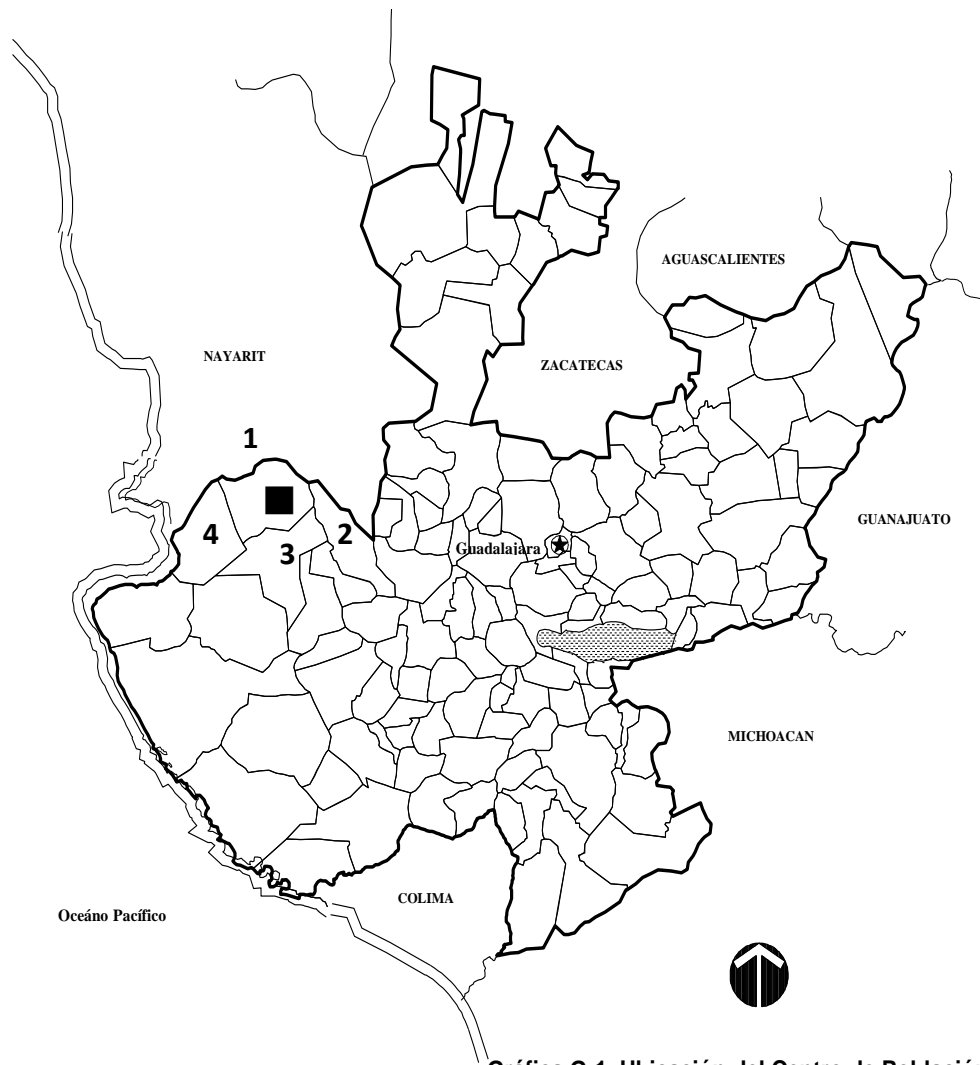 AGUASCALIENTES
NAYARIT
ZACATECAS
1
GUANAJUATO
4
2
3
Guadalajara
MICHOACAN
COLIMA
Oceáno Pacífico